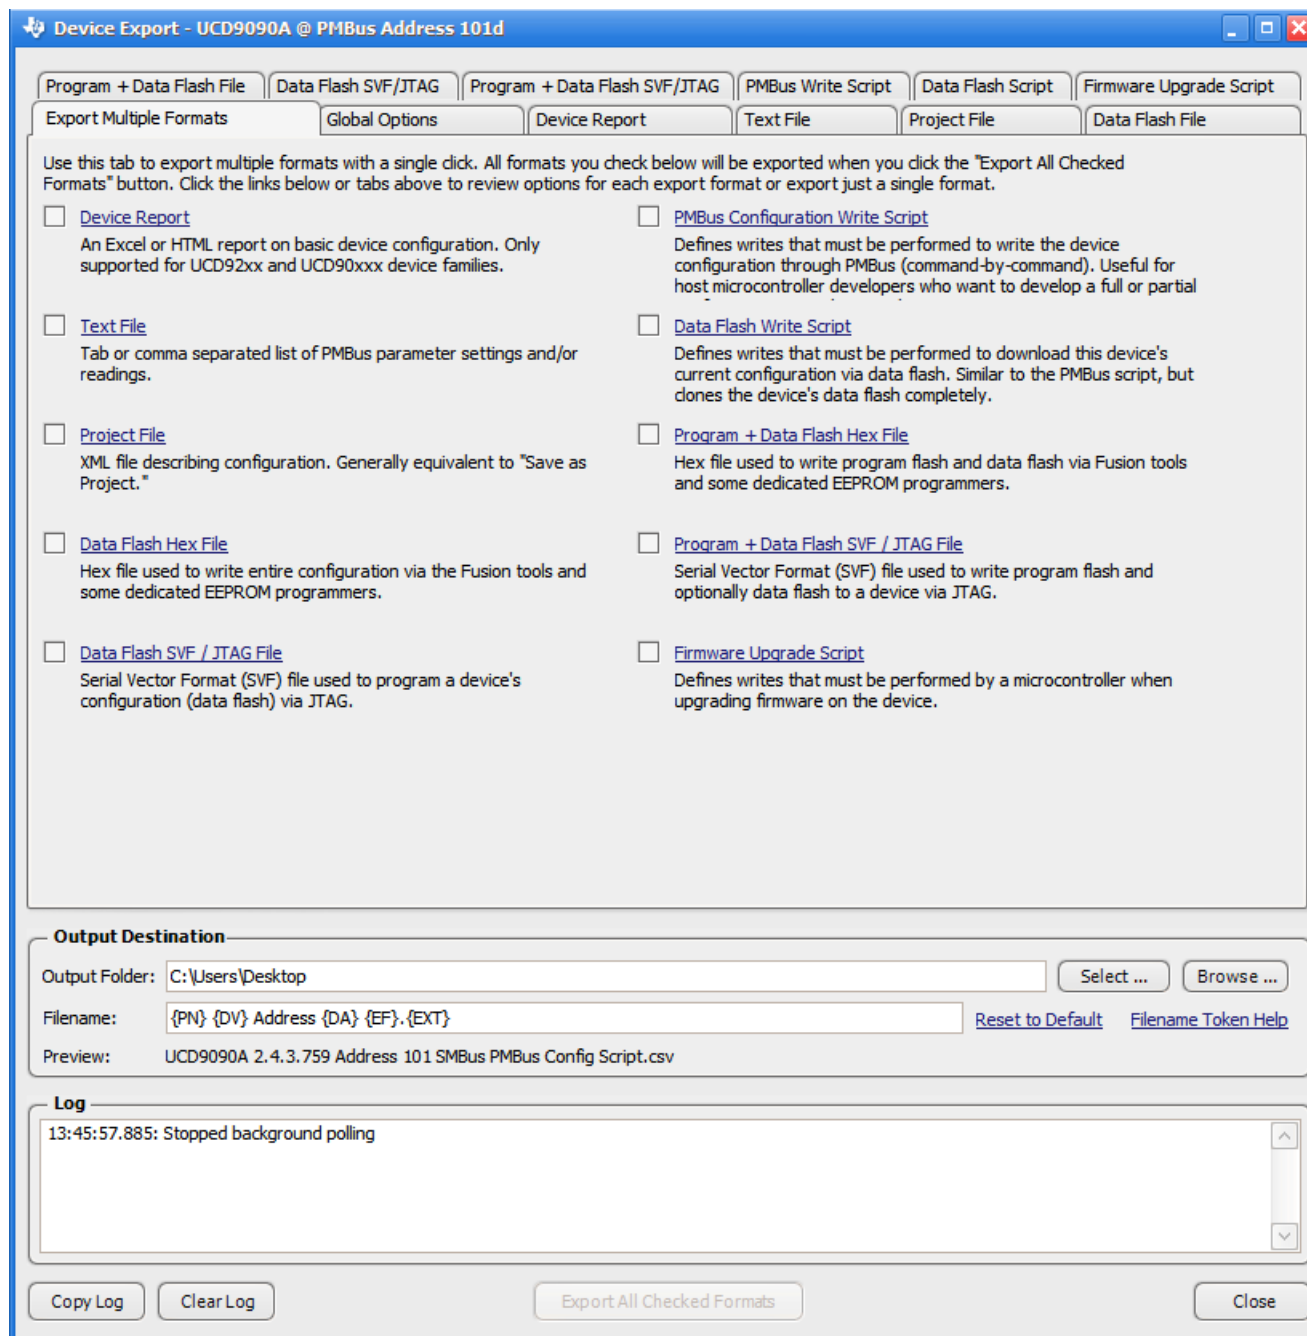 Device Export - UCD9090A @ PMBus Address 101d
Program + Data Flash File
Data Flash SVF/JTAG
Program + Data Flash SVF/JTAG
PMBus Write Script
Data Flash Script
Firmware Upgrade Script
Export Multiple Formats
Global Options
Device Report
Text File
Project File
Data Flash File
Use this tab to export multiple formats with a single click. All formats you check below will be exported when you click the "Export All Checked
Formats" button. Click the links below or tabs above to review options for each export format or export just a single format.
Device Report
An Excel or HTML report on basic device configuration. Only
supported for UCD92xx and UCD90xxx device families.
Text File
Tab or comma separated list of PMBus parameter settings and/or
readings.
Project File
XML file describing configuration. Generally equivalent to "Save as
Project."
Data Flash Hex File
Hex file used to write entire configuration via the Fusion tools and
some dedicated EEPROM programmers.
Data Flash SVF / JTAG File
Serial Vector Format (SVF) file used to program a device's
configuration (data flash) via JTAG.
PMBus Configuration Write Script
Defines writes that must be performed to write the device
configuration through PMBus (command-by-command). Useful for
host microcontroller developers who want to develop a full or partial
Data Flash Write Script
Defines writes that must be performed to download this device's
current configuration via data flash. Similar to the PMBus script, but
clones the device's data flash completely.
Program + Data Flash Hex File
Hex file used to write program flash and data flash via Fusion tools
and some dedicated EEPROM programmers.
Program + Data Flash SVF / JTAG File
Serial Vector Format (SVF) file used to write program flash and
optionally data flash to a device via JTAG.
Firmware Upgrade Script
Defines writes that must be performed by a microcontroller when
upgrading firmware on the device.
Output Destination
Output Folder: C:\Users\Desktop
Select ...
Browse ...
Filename: {PN} {DV} Address {DA} {EF}.{EXT}
Reset to Default
Filename Token Help
Preview: UCD9090A 2.4.3.759 Address 101 SMBus PMBus Config Script.csv
Log
13:45:57.885: Stopped background polling
Copy Log
Clear Log
Export All Checked Formats
Close